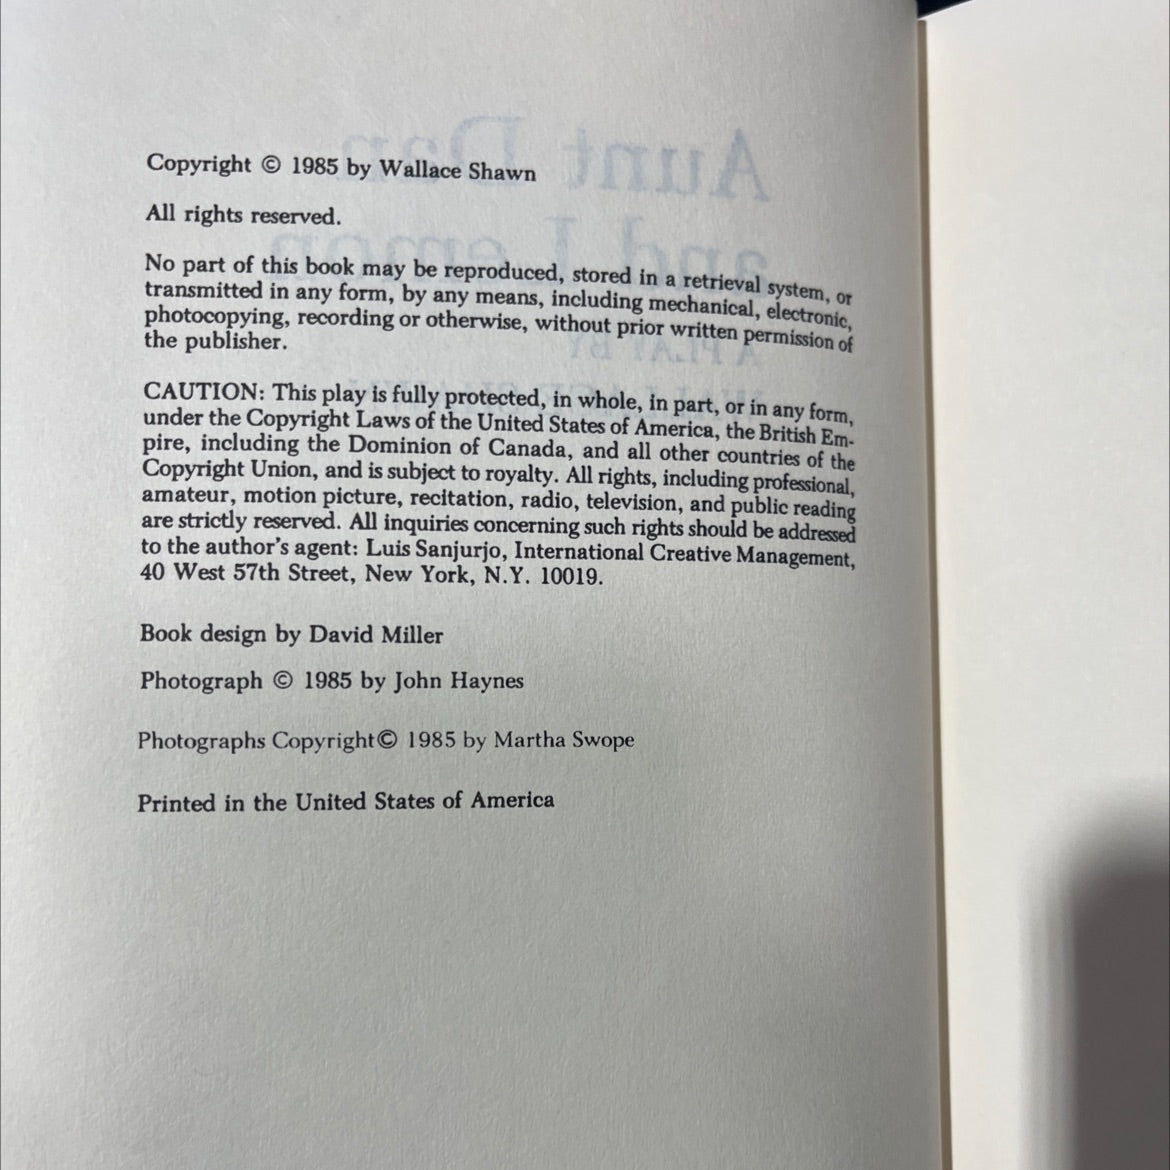 Copyright © 1985 by Wallace Shawn
All rights reserved.
No part of this book may be reproduced, stored in a retrieval system, or
transmitted in any form, by any means, including mechanical, electronic,
photocopying, recording or otherwise, without prior written permission of
the publisher.
CAUTION: This play is fully protected, in whole, in part, or in any form,
under the Copyright Laws of the United States of America, the British Em-
pire, including the Dominion of Canada, and all other countries of the
Copyright Union, and is subject to royalty. All rights, including professional,
amateur, motion picture, recitation, radio, television, and public reading
are strictly reserved. All inquiries concerning such rights should be addressed
to the author's agent: Luis Sanjurjo, International Creative Management,
40 West 57th Street, New York, N.Y. 10019.
Book design by David Miller
Photograph © 1985 by John Haynes
Photographs Copyright© 1985 by Martha Swope
Printed in the United States of America